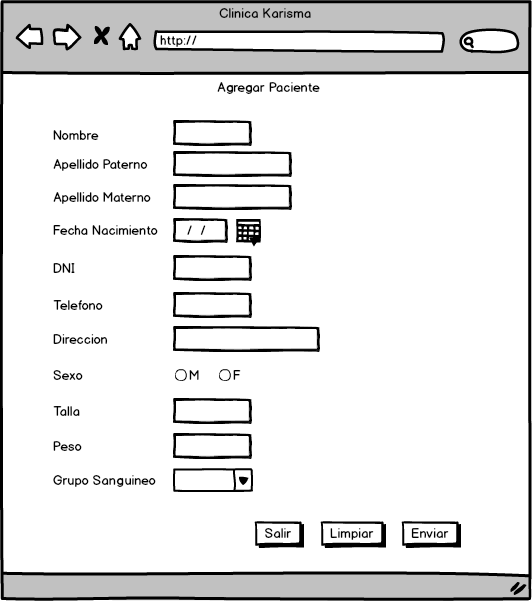 Clinica Karisma
http://
Agregar Paciente
Nombre
Apellido Paterno
Apellido Materno
Fecha Nacimiento / /
DNI
Telefono
Direccion
Sexo M F
Talla
Peso
Grupo Sanguineo
Salir Limpiar Enviar